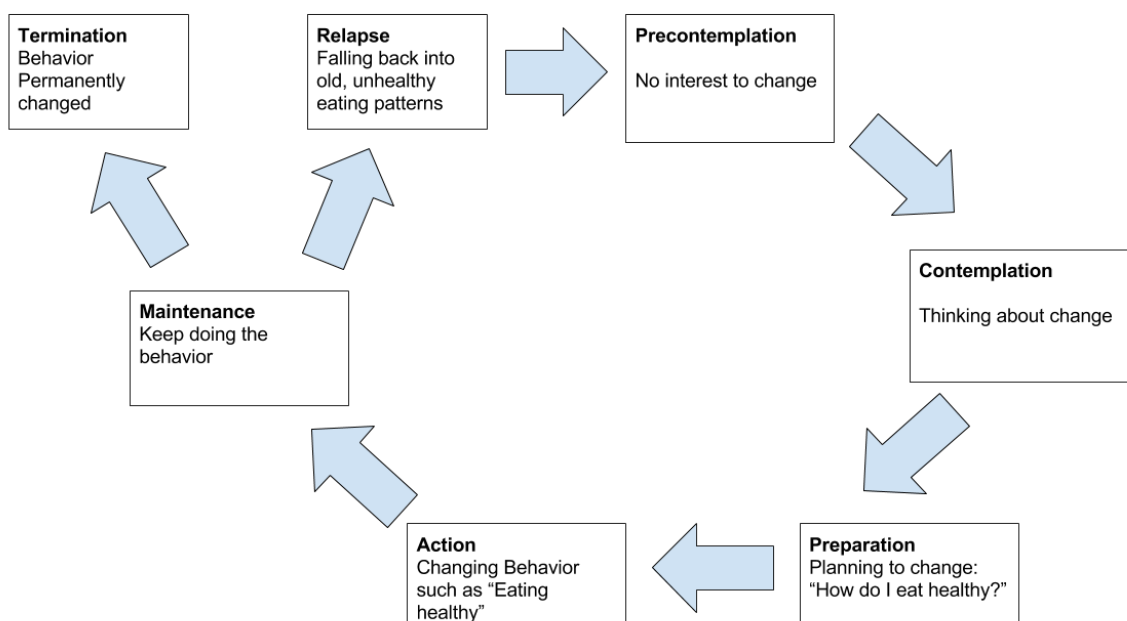 Termination
Behavior
Permanently
changed
Relapse
Falling back into
old, unhealthy
eating patterns
Precontemplation
No interest to change
Contemplation
Thinking about change
Preparation
Planning to change:
“How do I eat healthy?”
Action
Changing Behavior
such as “Eating
healthy”
Maintenance
Keep doing the
behavior